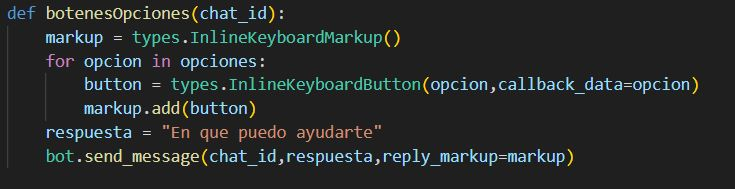 def botenesOpciones(chat_id):
    markup = types.InlineKeyboardMarkup()
    for opcion in opciones:
        button = types.InlineKeyboardButton(opcion,callback_data=opcion)
        markup.add(button)
    respuesta = "En que puedo ayudarte"
    bot.send_message(chat_id,respuesta,reply_markup=markup)